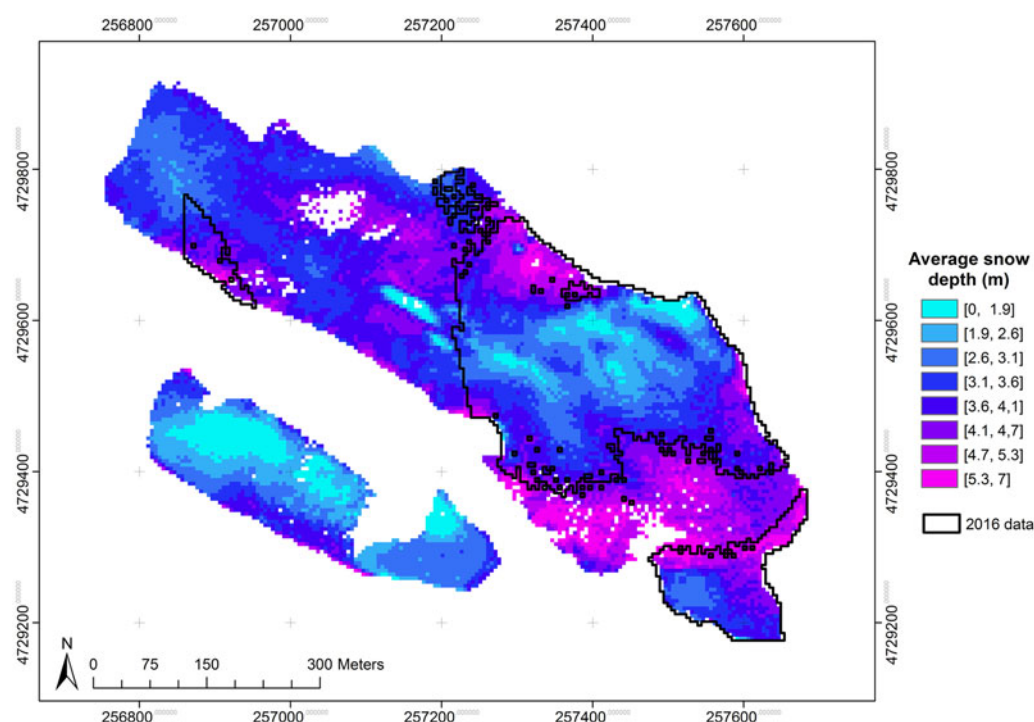 256800 257000 257200 257400 257600
4729800 4729800
4729600 4729600
4729400 4729400
4729200 4729200
Average snow
depth (m)
[0, 1.9]
[1.9, 2.6]
[2.6, 3.1]
[3.1, 3.6]
[3.6, 4.1]
[4.1, 4,7]
[4.7, 5.3]
[5.3, 7]
2016 data
N
0 75 150 300 Meters
256800 257000 257200 257400 257600